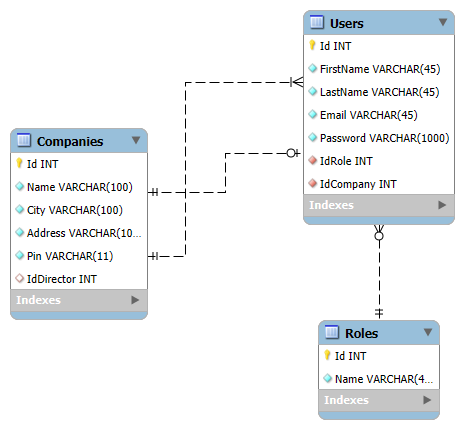 Users
Id INT
FirstName VARCHAR(45)
LastName VARCHAR(45)
Email VARCHAR(45)
Password VARCHAR(1000)
IdRole INT
IdCompany INT
Indexes
Companies
Id INT
Name VARCHAR(100)
City VARCHAR(100)
Address VARCHAR(10...
Pin VARCHAR(11)
IdDirector INT
Indexes
Roles
Id INT
Name VARCHAR(4...
Indexes